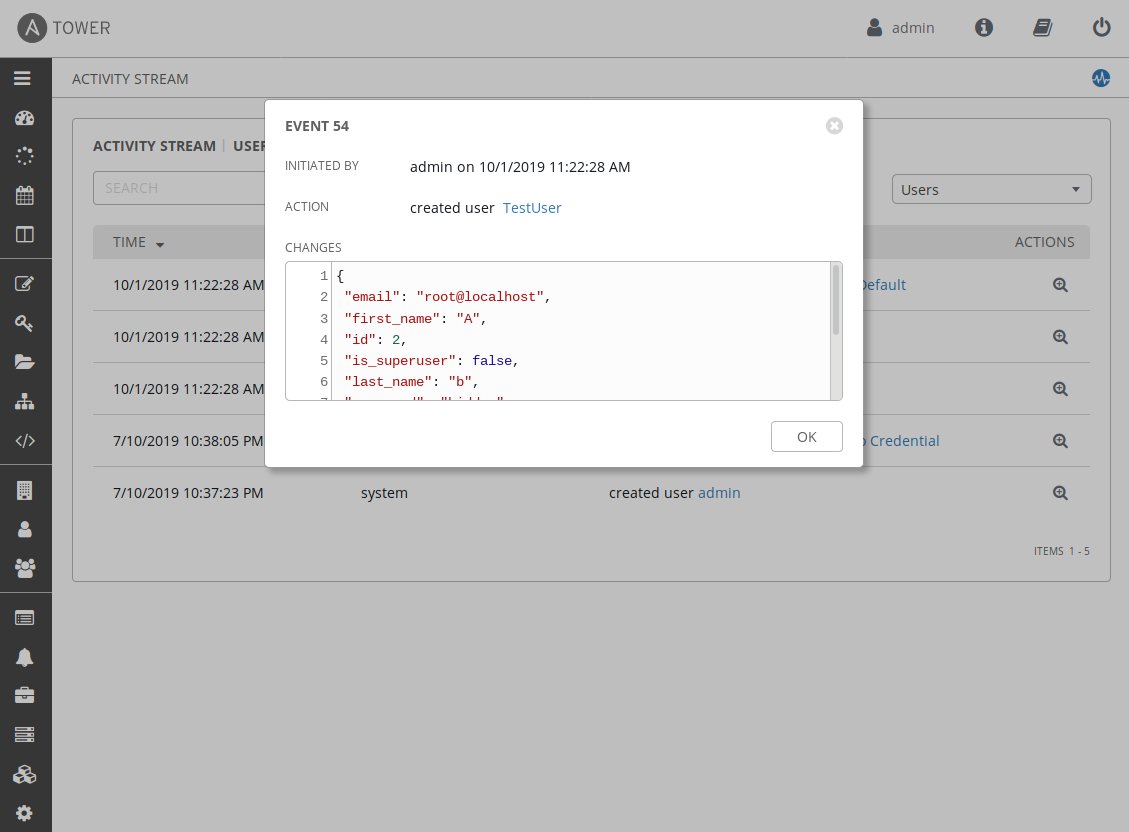 TOWER
admin
ACTIVITY STREAM
ACTIVITY STREAM | USER
SEARCH
Users
TIME
ACTIONS
10/1/2019 11:22:28 AM
Default
10/1/2019 11:22:28 AM
10/1/2019 11:22:28 AM
7/10/2019 10:38:05 PM
Credential
7/10/2019 10:37:23 PM system created user admin
ITEMS 1 - 5
EVENT 54
INITIATED BY admin on 10/1/2019 11:22:28 AM
ACTION created user TestUser
CHANGES
1 {
2 "email": "root@localhost",
3 "first_name": "A",
4 "id": 2,
5 "is_superuser": false,
6 "last_name": "b",
OK